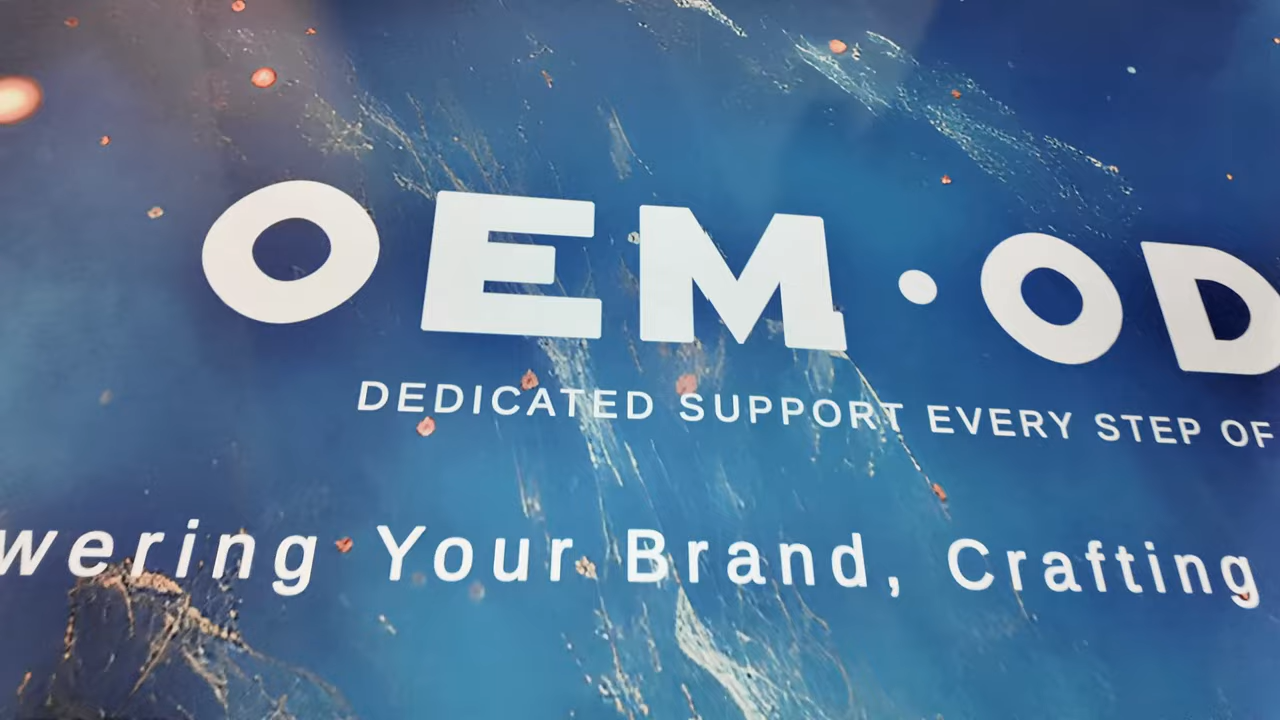 OEM·OD
DEDICATED SUPPORT EVERY STEP OF
wering Your Brand, Crafting